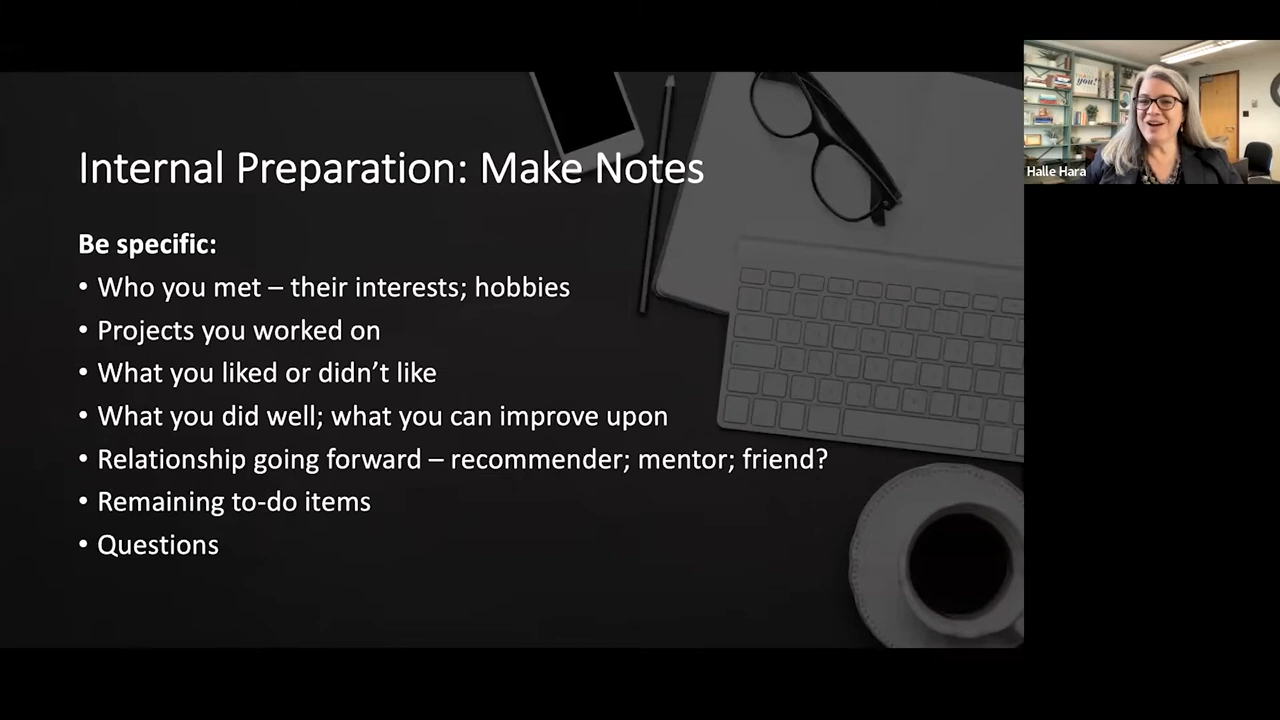 Internal Preparation: Make Notes
Be specific:
• Who you met – their interests; hobbies
• Projects you worked on
• What you liked or didn’t like
• What you did well; what you can improve upon
• Relationship going forward – recommender; mentor; friend?
• Remaining to-do items
• Questions
you!
Halle Hara